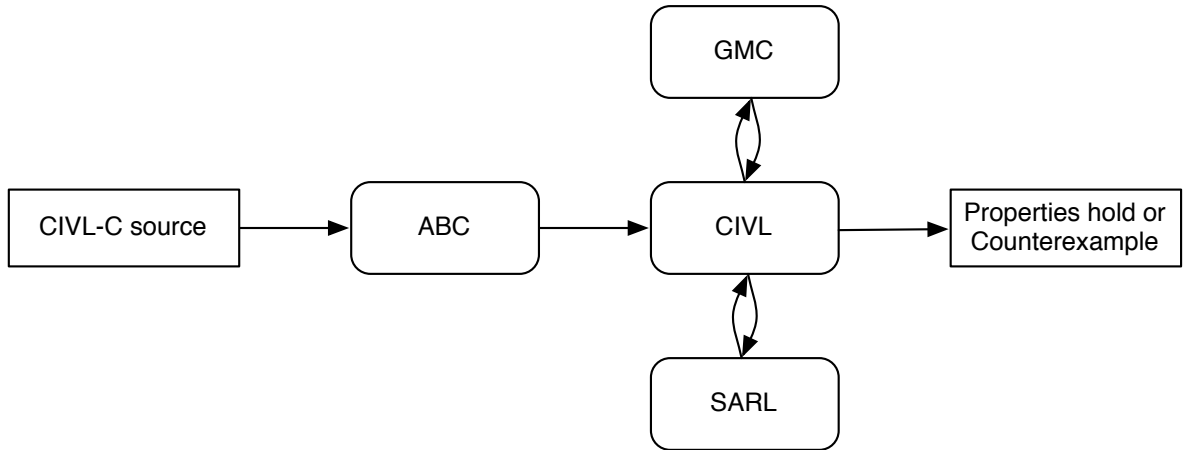 GMC
CIVL-C source
ABC
CIVL
Properties hold or
Counterexample
SARL